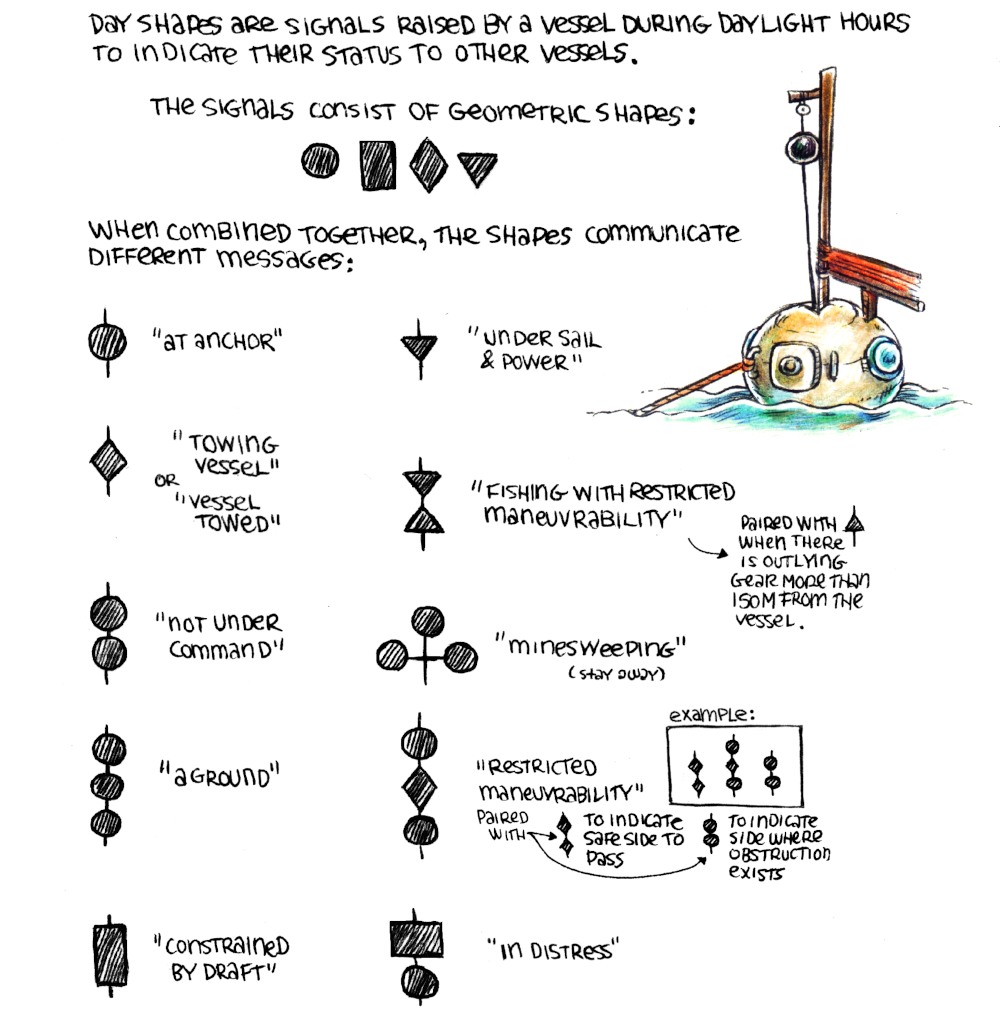 DAY SHAPES ARE SIGNALS RAISED BY A VESSEL DURING DAYLIGHT HOURS
TO INDICATE THEIR STATUS TO OTHER VESSELS.
THE SIGNALS CONSIST OF GEOMETRIC SHAPES:
WHEN COMBINED TOGETHER, THE SHAPES COMMUNICATE
DIFFERENT MESSAGES:
"AT ANCHOR"
"UNDER SAIL
& POWER"
"TOWING
VESSEL"
OR
"VESSEL
TOWED"
"FISHING WITH RESTRICTED
MANEUVRABILITY"
PAIRED WITH
WHEN THERE
IS OUTLYING
GEAR MORE THAN
150M FROM THE
VESSEL.
"NOT UNDER
COMMAND"
"MINESWEEPING"
(STAY AWAY)
"AGROUND"
"RESTRICTED
MANEUVRABILITY"
PAIRED
WITH
TO INDICATE
SAFE SIDE TO
PASS
EXAMPLE:
TO INDICATE
SIDE WHERE
OBSTRUCTION
EXISTS
"CONSTRAINED
BY DRAFT"
"IN DISTRESS"